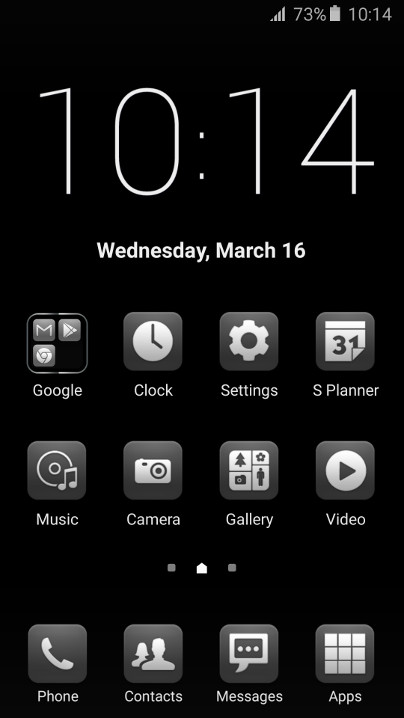 73% 10:14
10:14
Wednesday, March 16
Google Clock Settings S Planner
31
Music Camera Gallery Video
Phone Contacts Messages Apps